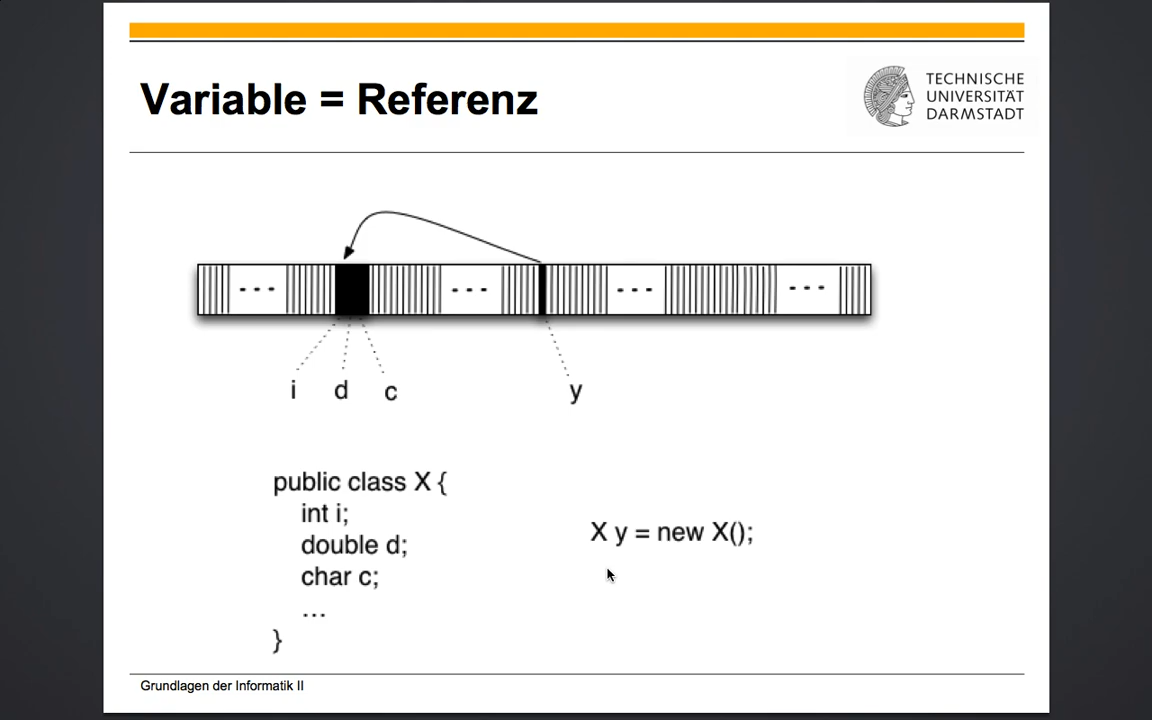 Variable = Referenz
TECHNISCHE
UNIVERSITÄT
DARMSTADT
i d c y
public class X {
int i;
double d;
char c;
...
}
X y = new X();
Grundlagen der Informatik II